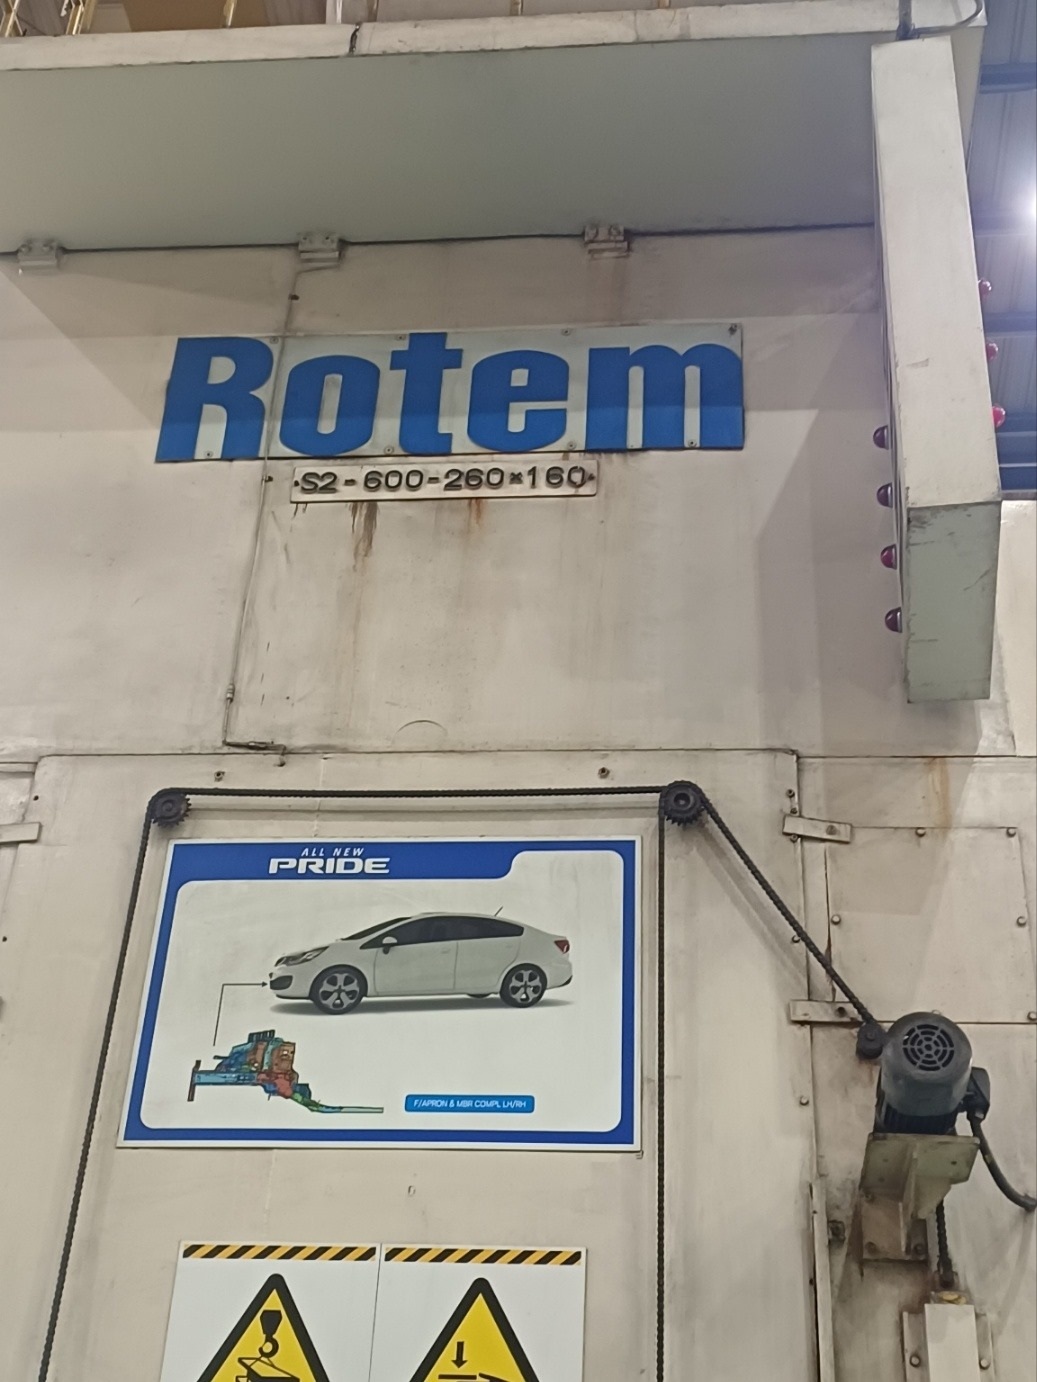 Rotem
S2-600-260×160
ALL NEW
PRIDE
F/APRON & MBR COMPL LH/RH